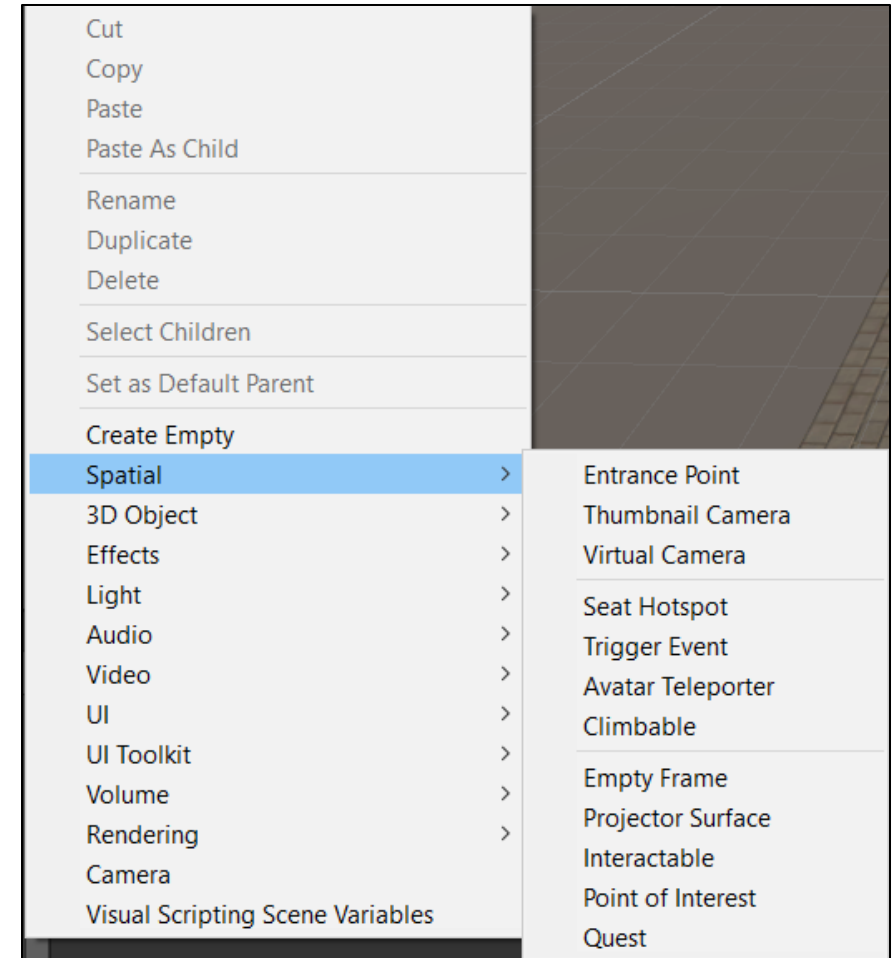 Cut
Copy
Paste
Paste As Child
Rename
Duplicate
Delete
Select Children
Set as Default Parent
Create Empty
Spatial
3D Object
Effects
Light
Audio
Video
UI
UI Toolkit
Volume
Rendering
Camera
Visual Scripting Scene Variables
Entrance Point
Thumbnail Camera
Virtual Camera
Seat Hotspot
Trigger Event
Avatar Teleporter
Climbable
Empty Frame
Projector Surface
Interactable
Point of Interest
Quest